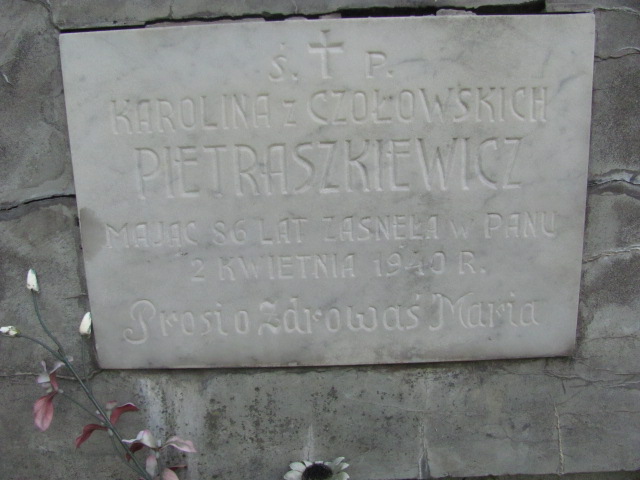 Ś. P.
KAROLINA Z CZOŁOWSKICH
PIETRASZKIEWICZ
MAJĄC 86 LAT ZASNĘŁA W PANU
2 KWIETNIA 1940 R.
Prosi o Zdrowaś Maria